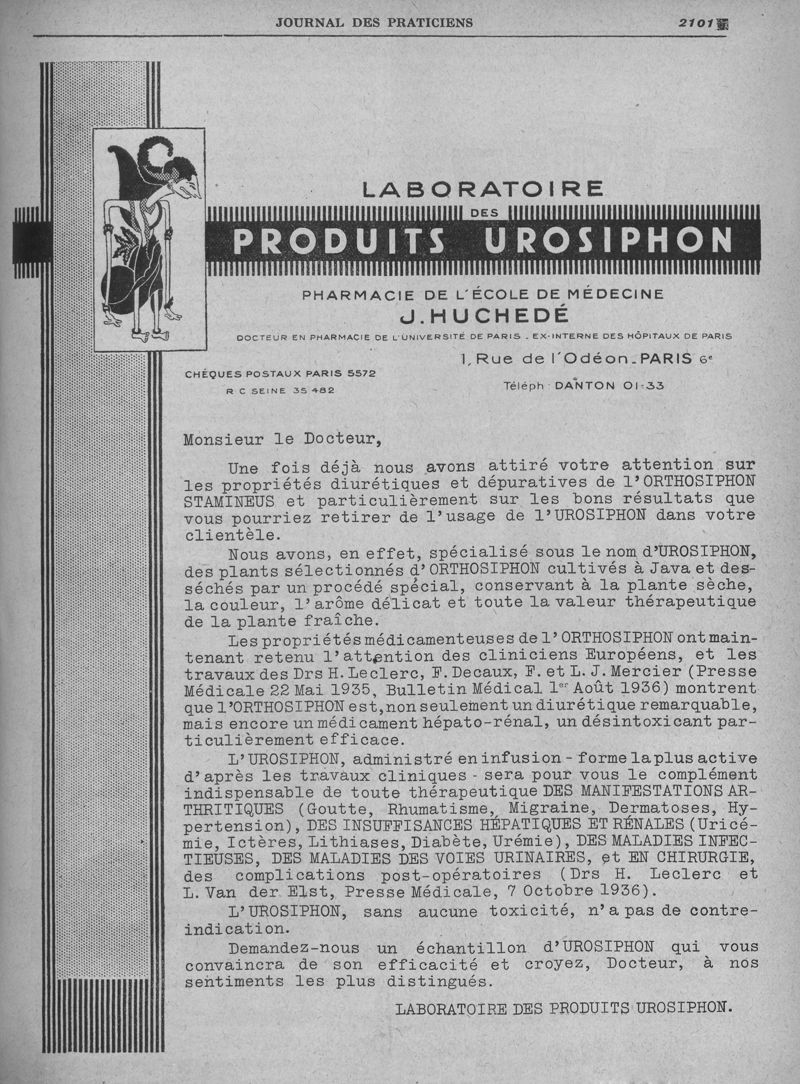 JOURNAL DES PRATICIENS 2101
LABORATOIRE
DES
PRODUITS UROSIPHON
PHARMACIE DE L'ÉCOLE DE MÉDECINE
J. HUCHEDÉ
DOCTEUR EN PHARMACIE DE L'UNIVERSITÉ DE PARIS - EX-INTERNE DES HÔPITAUX DE PARIS
1, Rue de l'Odéon - PARIS 6e
CHÉQUES POSTAUX PARIS 5572
Téléph : DANTON 01-33
R C SEINE 35 482
Monsieur le Docteur,
Une fois déjà nous avons attiré votre attention sur
les propriétés diurétiques et dépuratives de l'ORTHOSIPHON
STAMINEUS et particulièrement sur les bons résultats que
vous pourriez retirer de l'usage de l'UROSIPHON dans votre
clientèle.
Nous avons, en effet, spécialisé sous le nom d'UROSIPHON,
des plants sélectionnés d'ORTHOSIPHON cultivés à Java et des-
séchés par un procédé spécial, conservant à la plante sèche,
la couleur, l'arôme délicat et toute la valeur thérapeutique
de la plante fraîche.
Les propriétés médicamenteuses de l'ORTHOSIPHON ont main-
tenant retenu l'attention des cliniciens Européens, et les
travaux des Drs H. Leclerc, F. Decaux, F. et L. J. Mercier (Presse
Médicale 22 Mai 1935, Bulletin Médical 1er Août 1936) montrent
que l'ORTHOSIPHON est, non seulement un diurétique remarquable,
mais encore un médicament hépato-rénal, un désintoxicant par-
ticulièrement efficace.
L'UROSIPHON, administré en infusion - forme la plus active
d'après les travaux cliniques - sera pour vous le complément
indispensable de toute thérapeutique DES MANIFESTATIONS AR-
THRITIQUES (Goutte, Rhumatisme, Migraine, Dermatoses, Hy-
pertension), DES INSUFFISANCES HÉPATIQUES ET RÉNALES (Uricé-
mie, Ictères, Lithiases, Diabète, Urémie), DES MALADIES INFEC-
TIEUSES, DES MALADIES DES VOIES URINAIRES, et EN CHIRURGIE,
des complications post-opératoires (Drs H. Leclerc et
L. Van der Elst, Presse Médicale, 7 Octobre 1936).
L'UROSIPHON, sans aucune toxicité, n'a pas de contre-
indication.
Demandez-nous un échantillon d'UROSIPHON qui vous
convaincra de son efficacité et croyez, Docteur, à nos
sentiments les plus distingués.
LABORATOIRE DES PRODUITS UROSIPHON.